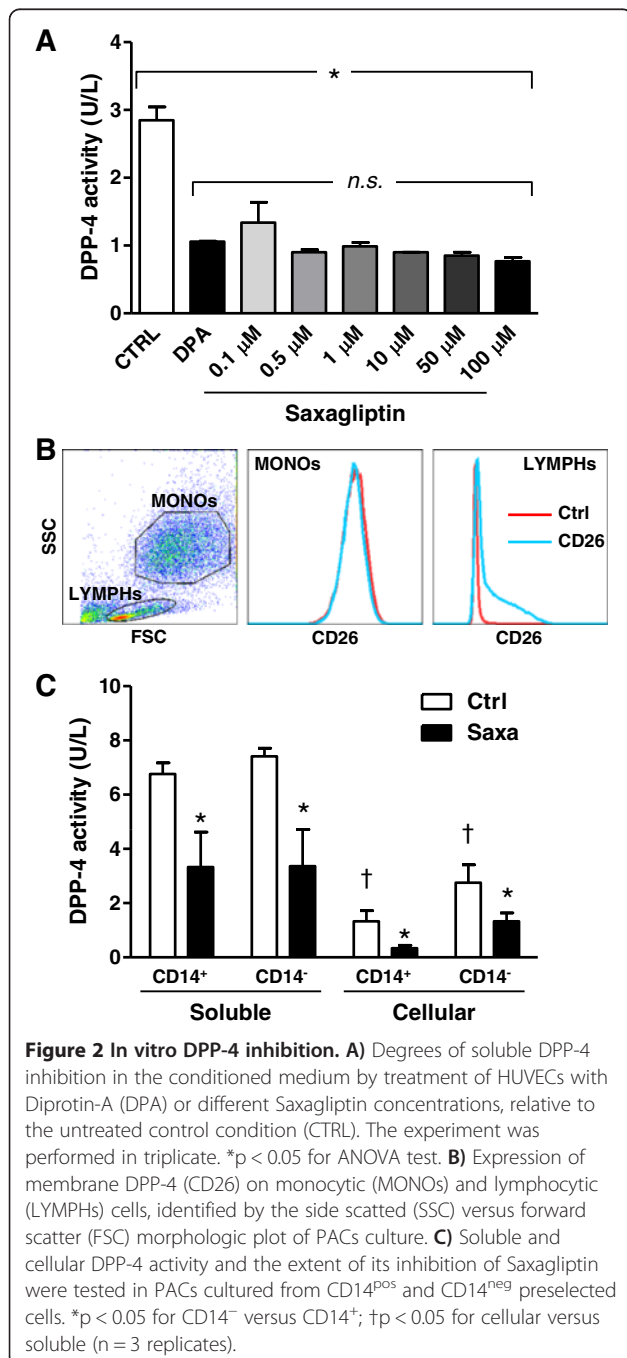 A
4
3
2
1
0
DPP-4 activity (U/L)
*
n.s.
CTRL
DPA
0.1 µM
0.5 µM
1 µM
10 µM
50 µM
100 µM
Saxagliptin
B
SSC
MONOs
LYMPHs
FSC
MONOs
CD26
LYMPHs
Ctrl
CD26
CD26
C
10
8
6
4
2
0
DPP-4 activity (U/L)
Ctrl
Saxa
*
*
†
*
†
*
CD14⁺
CD14⁻
CD14⁺
CD14⁻
Soluble
Cellular
Figure 2 In vitro DPP-4 inhibition. A) Degrees of soluble DPP-4
inhibition in the conditioned medium by treatment of HUVECs with
Diprotin-A (DPA) or different Saxagliptin concentrations, relative to
the untreated control condition (CTRL). The experiment was
performed in triplicate. *p < 0.05 for ANOVA test. B) Expression of
membrane DPP-4 (CD26) on monocytic (MONOs) and lymphocytic
(LYMPHs) cells, identified by the side scatted (SSC) versus forward
scatter (FSC) morphologic plot of PACs culture. C) Soluble and
cellular DPP-4 activity and the extent of its inhibition of Saxagliptin
were tested in PACs cultured from CD14ᵖᵒˢ and CD14ⁿᵉᵍ preselected
cells. *p < 0.05 for CD14⁻ versus CD14⁺; †p < 0.05 for cellular versus
soluble (n = 3 replicates).